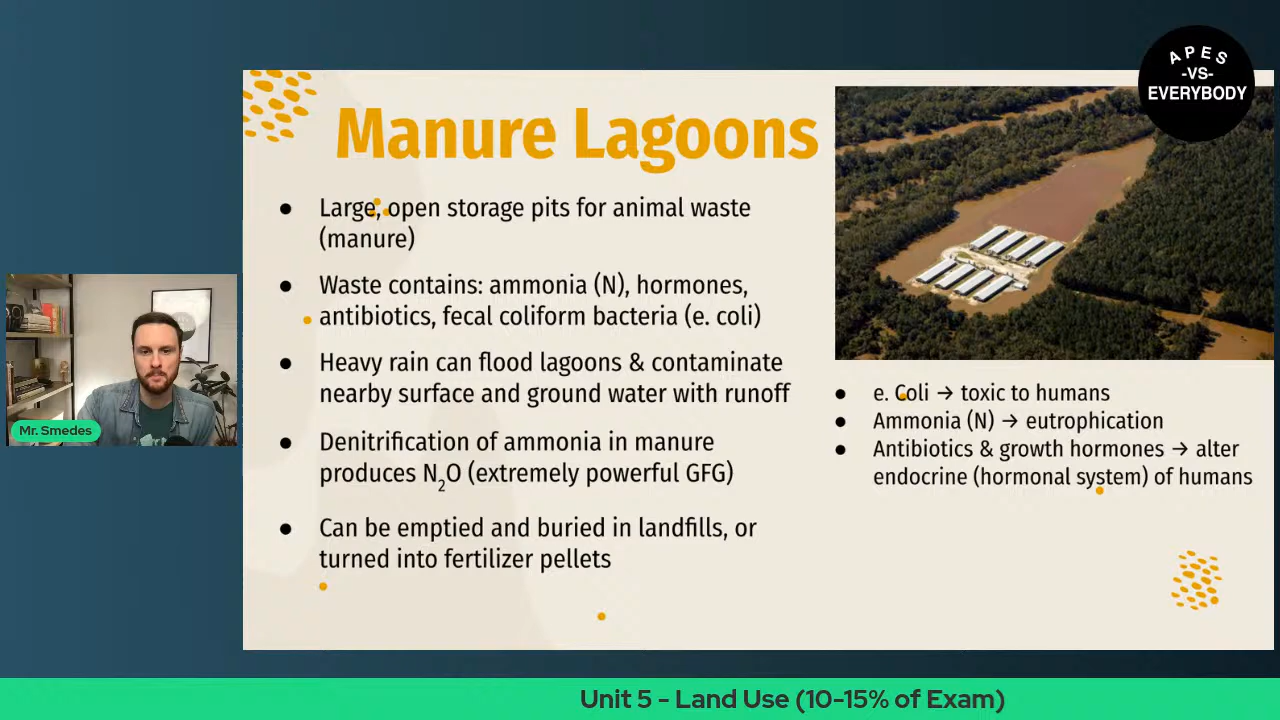 APES
-VS-
EVERYBODY
Manure Lagoons
● Large, open storage pits for animal waste
(manure)
● Waste contains: ammonia (N), hormones,
antibiotics, fecal coliform bacteria (e. coli)
● Heavy rain can flood lagoons & contaminate
nearby surface and ground water with runoff
● Denitrification of ammonia in manure
produces N₂O (extremely powerful GFG)
● Can be emptied and buried in landfills, or
turned into fertilizer pellets
● e. Coli → toxic to humans
● Ammonia (N) → eutrophication
● Antibiotics & growth hormones → alter
endocrine (hormonal system) of humans
Mr. Smedes
Unit 5 - Land Use (10-15% of Exam)